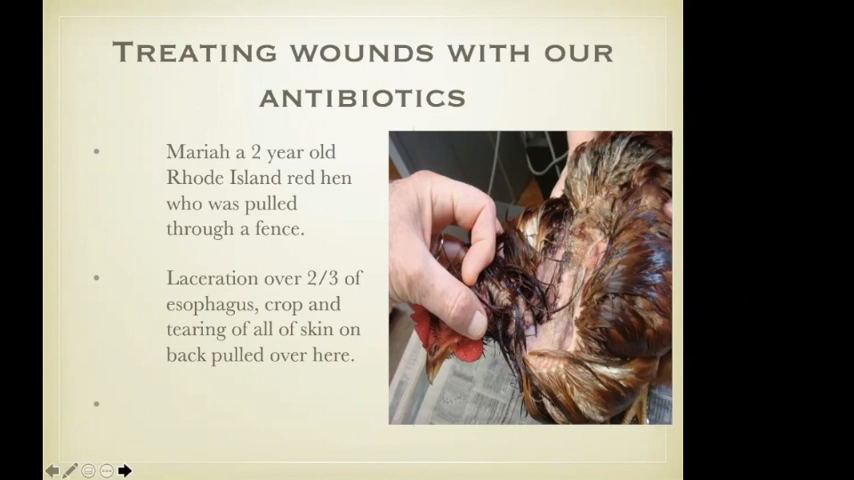 TREATING WOUNDS WITH OUR
ANTIBIOTICS
• Mariah a 2 year old
Rhode Island red hen
who was pulled
through a fence.
• Laceration over 2/3 of
esophagus, crop and
tearing of all of skin on
back pulled over here.
•